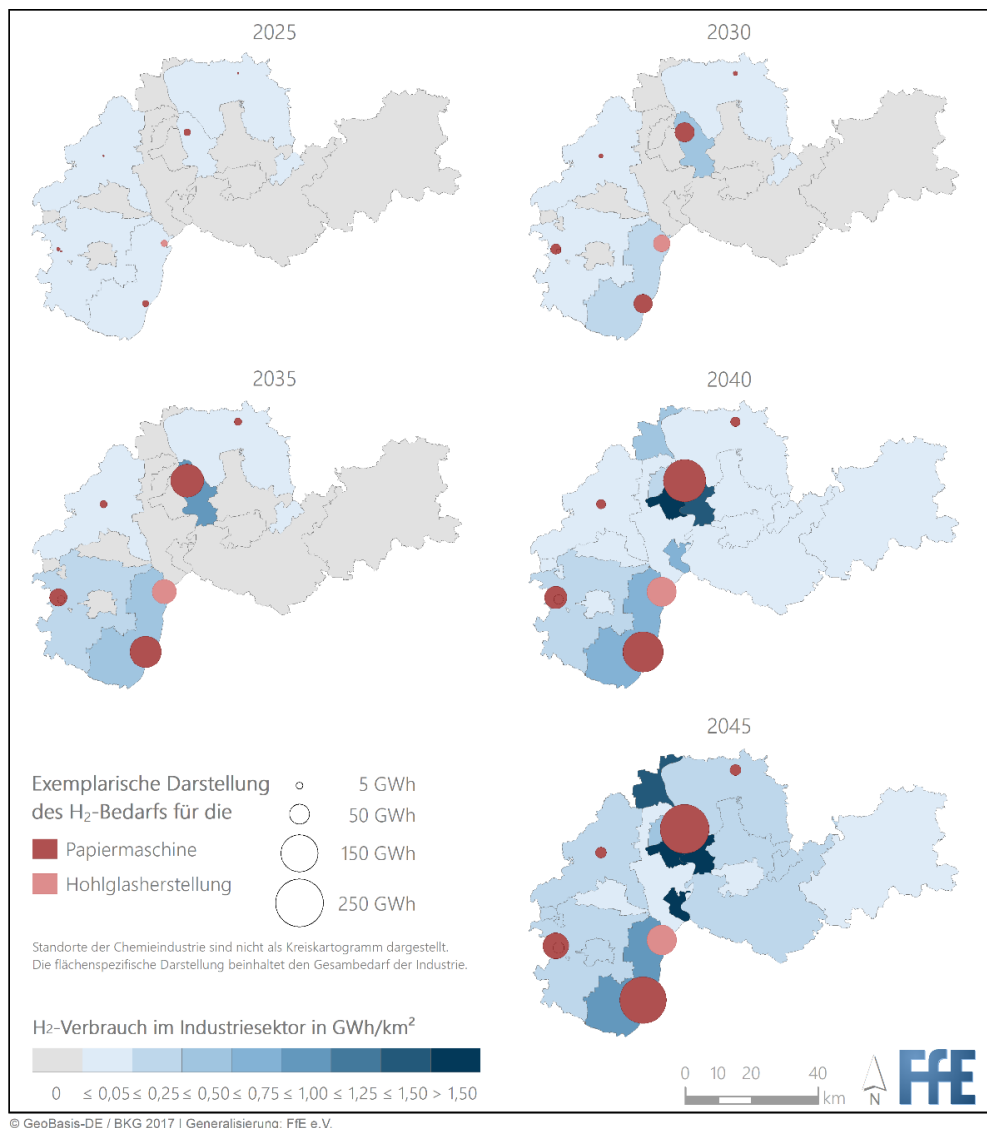 2025
2030
2035
2040
2045
Exemplarische Darstellung
des H₂-Bedarfs für die
Papiermaschine
Hohlglasherstellung
5 GWh
50 GWh
150 GWh
250 GWh
Standorte der Chemieindustrie sind nicht als Kreiskartogramm dargestellt.
Die flächenspezifische Darstellung beinhaltet den Gesambedarf der Industrie.
H₂-Verbrauch im Industriesektor in GWh/km²
0 ≤ 0,05 ≤ 0,25 ≤ 0,50 ≤ 0,75 ≤ 1,00 ≤ 1,25 ≤ 1,50 > 1,50
0 10 20 40
km
N
FfE
© GeoBasis-DE / BKG 2017 | Generalisierung: FfE e.V.